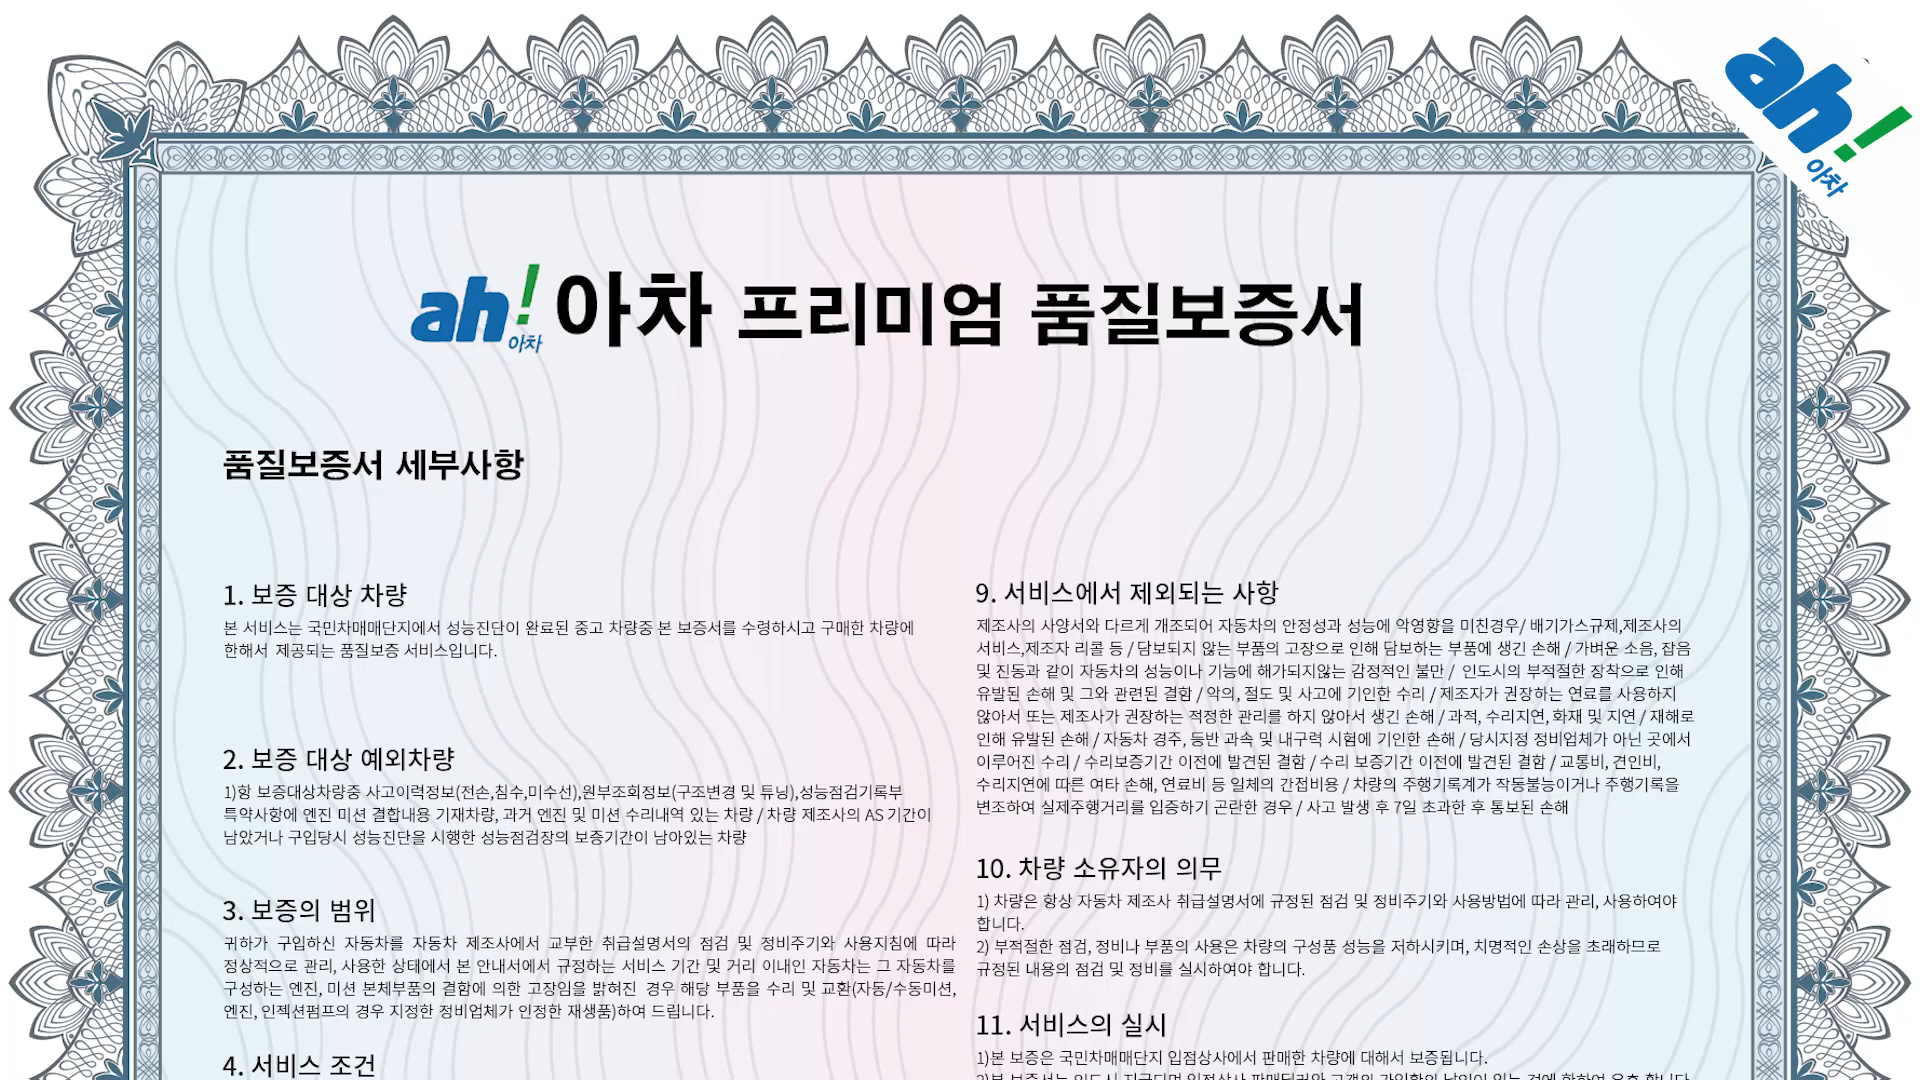 ah!
아차
ah!
아차
아차 프리미엄 품질보증서
품질보증서 세부사항
1. 보증 대상 차량
본 서비스는 국민차매매단지에서 성능진단이 완료된 중고 차량중 본 보증서를 수령하시고 구매한 차량에
한해서 제공되는 품질보증 서비스입니다.
2. 보증 대상 예외차량
1)항 보증대상차량중 사고이력정보(전손,침수,미수선),원부조회정보(구조변경 및 튜닝),성능점검기록부
특약사항에 엔진 미션 결합내용 기재차량, 과거 엔진 및 미션 수리내역 있는 차량 / 차량 제조사의 AS 기간이
남았거나 구입당시 성능진단을 시행한 성능점검장의 보증기간이 남아있는 차량
3. 보증의 범위
귀하가 구입하신 자동차를 자동차 제조사에서 교부한 취급설명서의 점검 및 정비주기와 사용지침에 따라
정상적으로 관리, 사용한 상태에서 본 안내서에서 규정하는 서비스 기간 및 거리 이내인 자동차는 그 자동차를
구성하는 엔진, 미션 본체부품의 결함에 의한 고장임을 밝혀진 경우 해당 부품을 수리 및 교환(자동/수동미션,
엔진, 인젝션펌프의 경우 지정한 정비업체가 인정한 재생품)하여 드립니다.
4. 서비스 조건
9. 서비스에서 제외되는 사항
제조사의 사양서와 다르게 개조되어 자동차의 안정성과 성능에 악영향을 미친경우/ 배기가스규제,제조사의
서비스,제조자 리콜 등 / 담보되지 않는 부품의 고장으로 인해 담보하는 부품에 생긴 손해 / 가벼운 소음, 잡음
및 진동과 같이 자동차의 성능이나 기능에 해가되지않는 감정적인 불만 / 인도시의 부적절한 장착으로 인해
유발된 손해 및 그와 관련된 결함 / 악의, 절도 및 사고에 기인한 수리 / 제조자가 권장하는 연료를 사용하지
않아서 또는 제조사가 권장하는 적정한 관리를 하지 않아서 생긴 손해 / 과적, 수리지연, 화재 및 지연 / 재해로
인해 유발된 손해 / 자동차 경주, 등반 과속 및 내구력 시험에 기인한 손해 / 당시지정 정비업체가 아닌 곳에서
이루어진 수리 / 수리보증기간 이전에 발견된 결함 / 수리 보증기간 이전에 발견된 결함 / 교통비, 견인비,
수리지연에 따른 여타 손해, 연료비 등 일체의 간접비용 / 차량의 주행기록계가 작동불능이거나 주행기록을
변조하여 실제주행거리를 입증하기 곤란한 경우 / 사고 발생 후 7일 초과한 후 통보된 손해
10. 차량 소유자의 의무
1) 차량은 항상 자동차 제조사 취급설명서에 규정된 점검 및 정비주기와 사용방법에 따라 관리, 사용하여야
합니다.
2) 부적절한 점검, 정비나 부품의 사용은 차량의 구성품 성능을 저하시키며, 치명적인 손상을 초래하므로
규정된 내용의 점검 및 정비를 실시하여야 합니다.
11. 서비스의 실시
1)본 보증은 국민차매매단지 입점상사에서 판매한 차량에 대해서 보증됩니다.